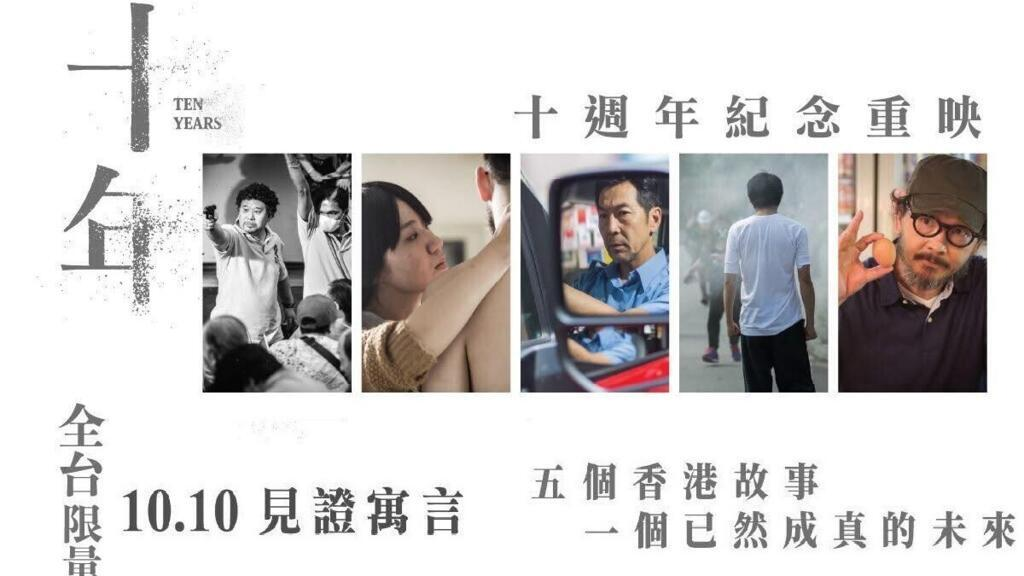 十年
TEN
YEARS
十週年紀念重映
全台限量
10.10 見證寓言
五個香港故事
一個已然成真的未來